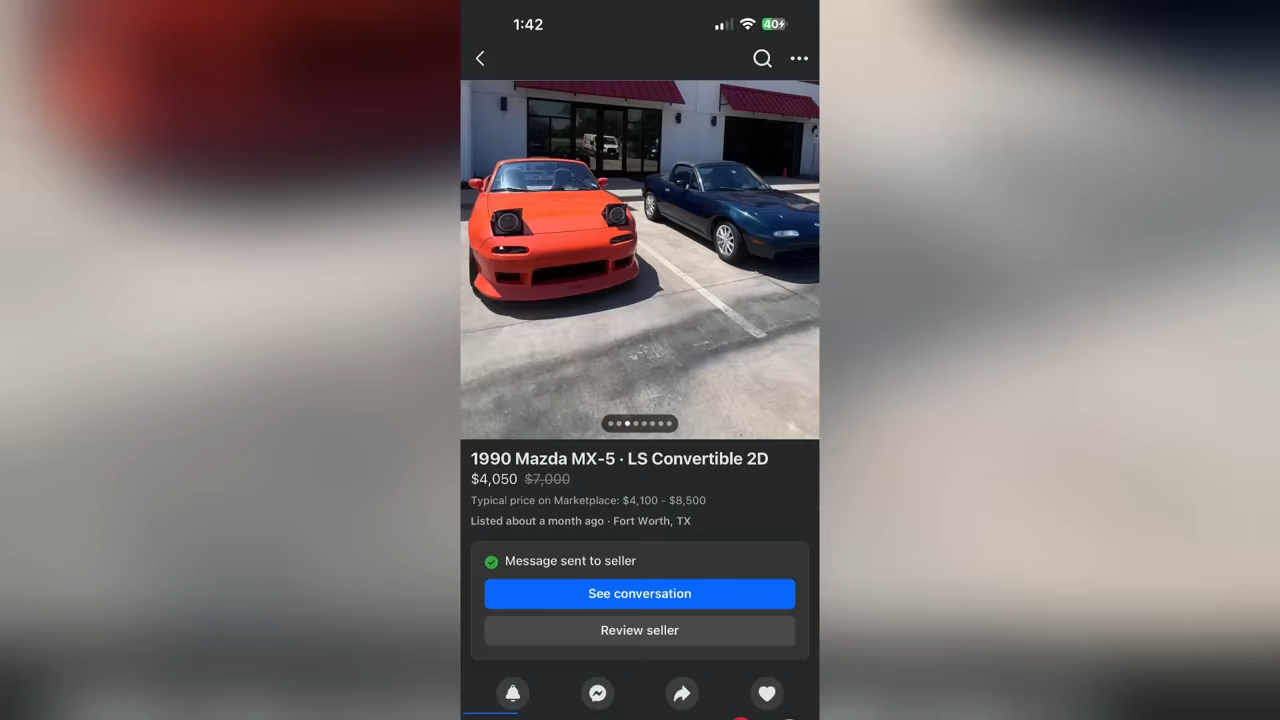 1:42
40
1990 Mazda MX-5 · LS Convertible 2D
$4,050 $7,000
Typical price on Marketplace: $4,100 - $8,500
Listed about a month ago · Fort Worth, TX
Message sent to seller
See conversation
Review seller